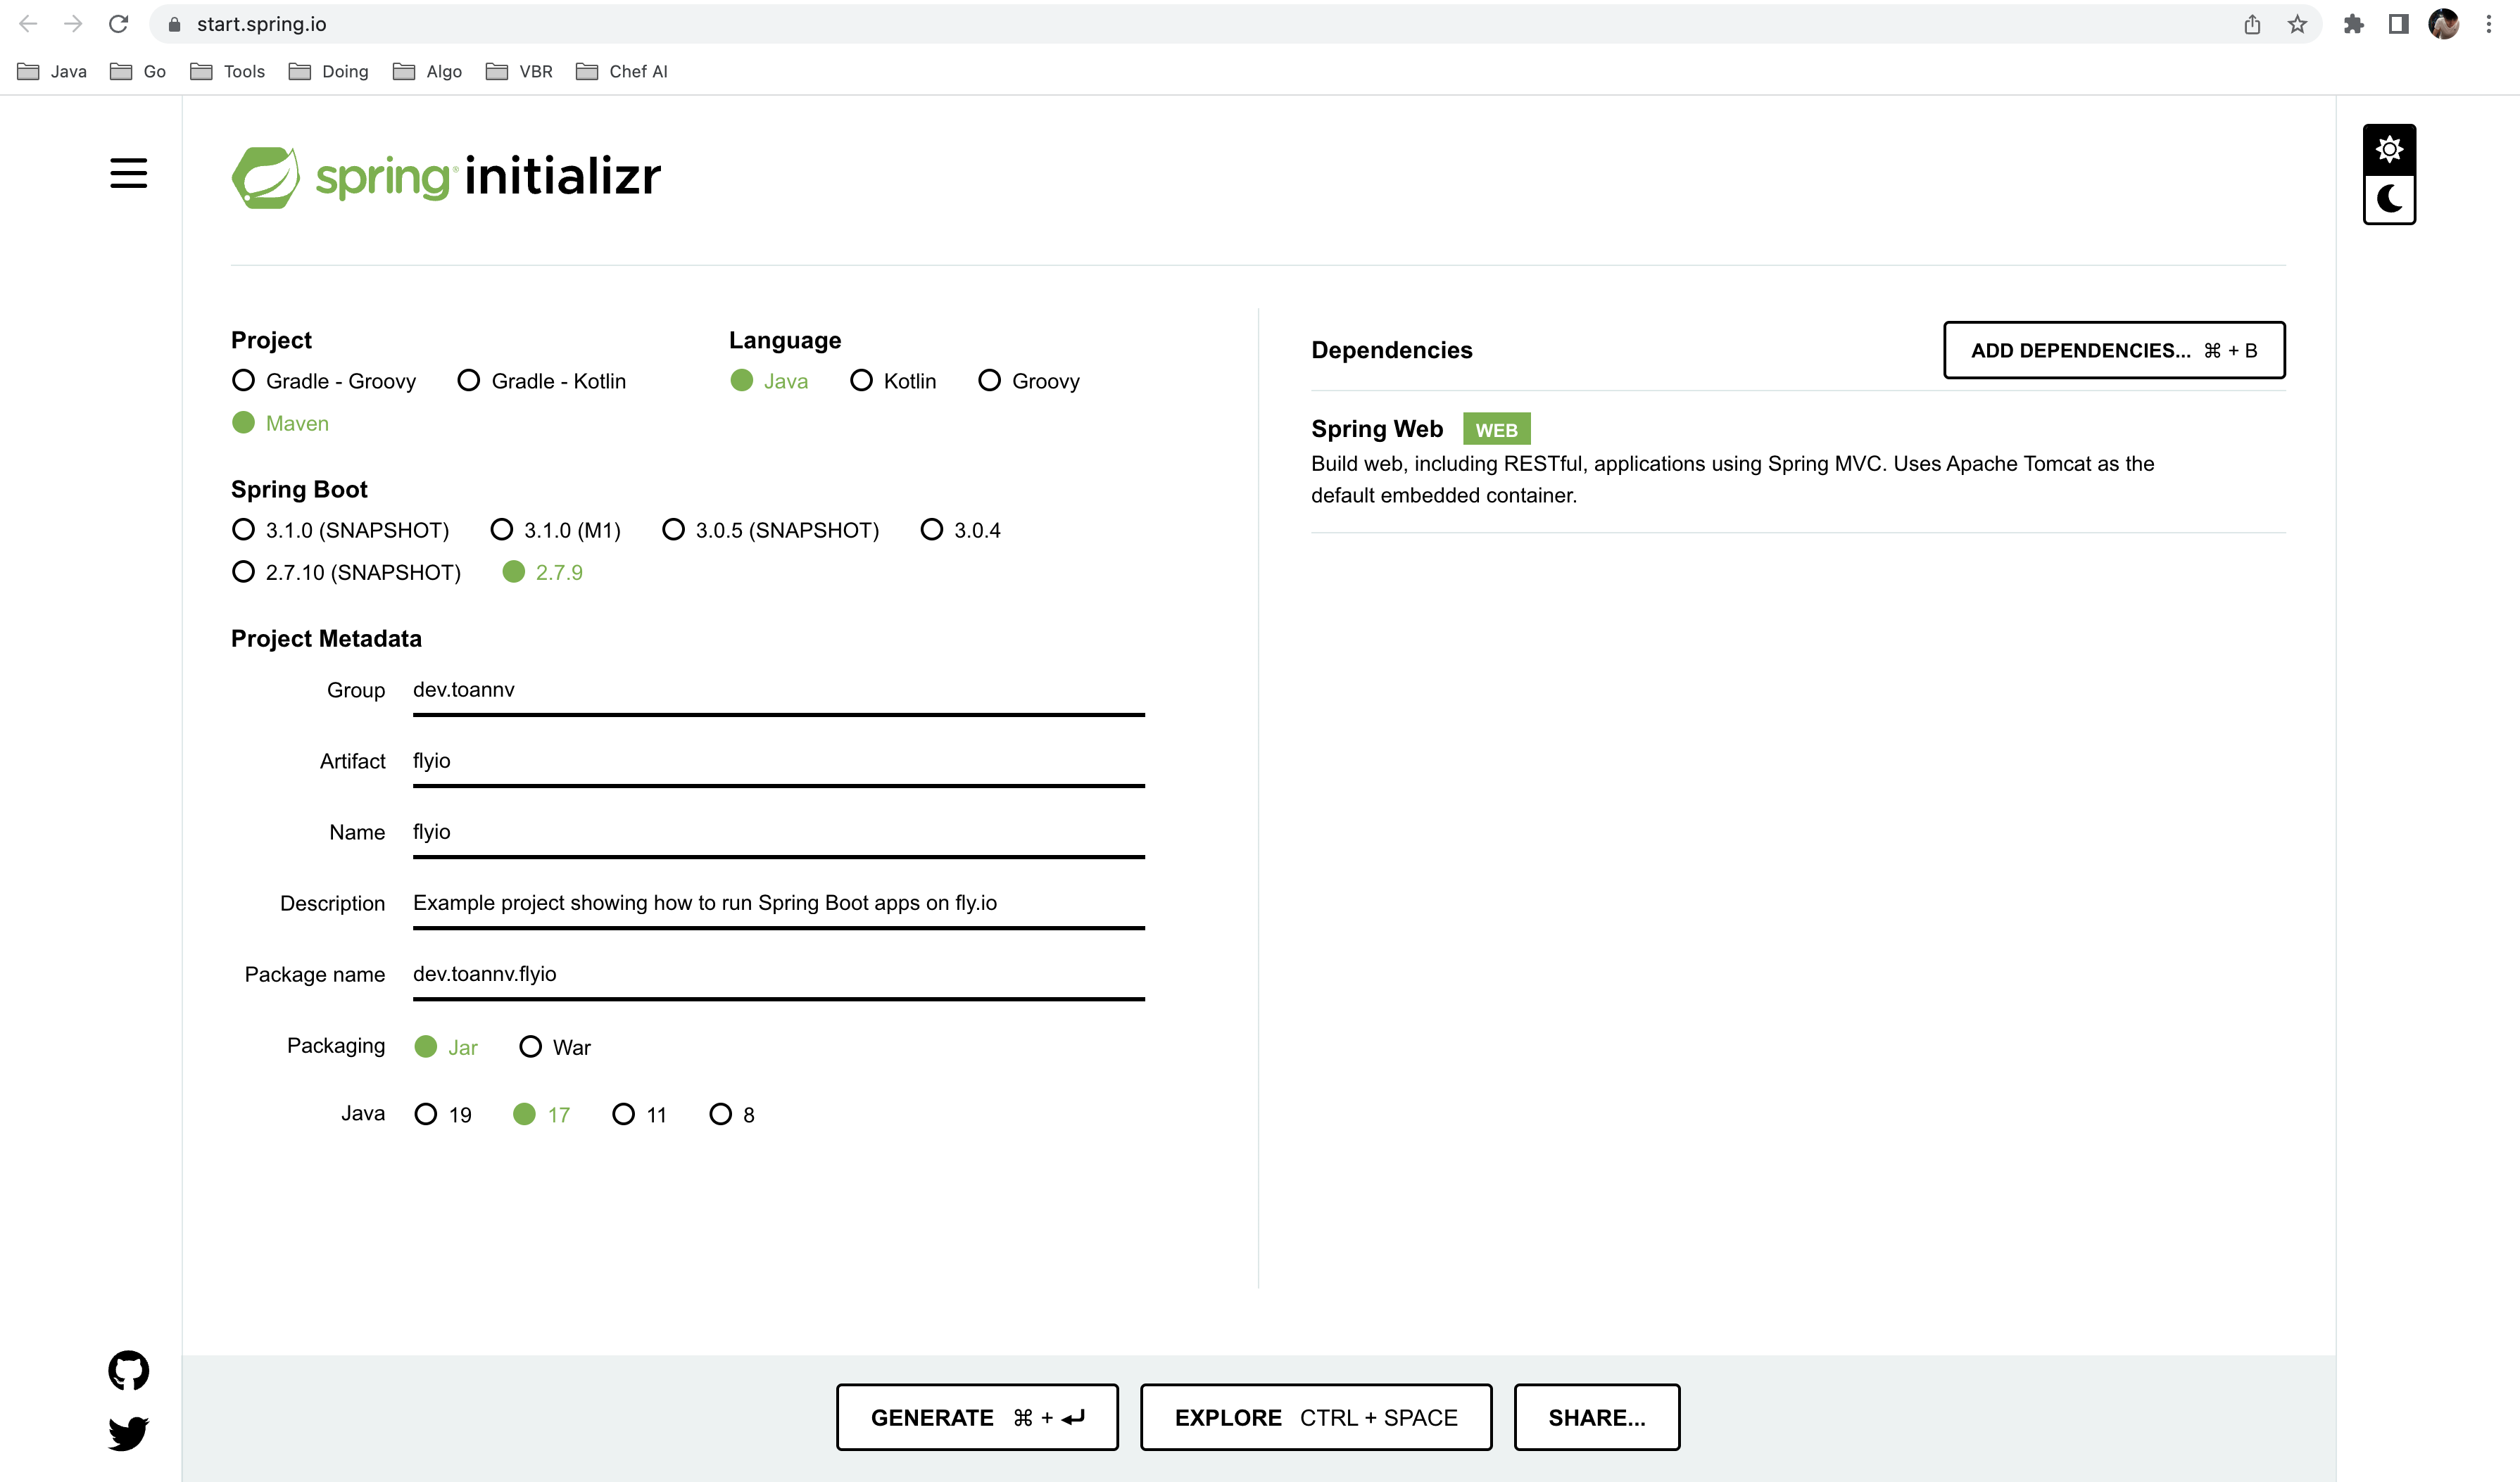 start.spring.io
Java Go Tools Doing Algo VBR Chef AI
spring® initializr
Project
Gradle - Groovy Gradle - Kotlin
Maven
Language
Java Kotlin Groovy
Spring Boot
3.1.0 (SNAPSHOT) 3.1.0 (M1) 3.0.5 (SNAPSHOT) 3.0.4
2.7.10 (SNAPSHOT) 2.7.9
Project Metadata
Group dev.toannv
Artifact flyio
Name flyio
Description Example project showing how to run Spring Boot apps on fly.io
Package name dev.toannv.flyio
Packaging Jar War
Java 19 17 11 8
Dependencies ADD DEPENDENCIES... ⌘ + B
Spring Web WEB
Build web, including RESTful, applications using Spring MVC. Uses Apache Tomcat as the
default embedded container.
GENERATE ⌘ + ⏎ EXPLORE CTRL + SPACE SHARE...